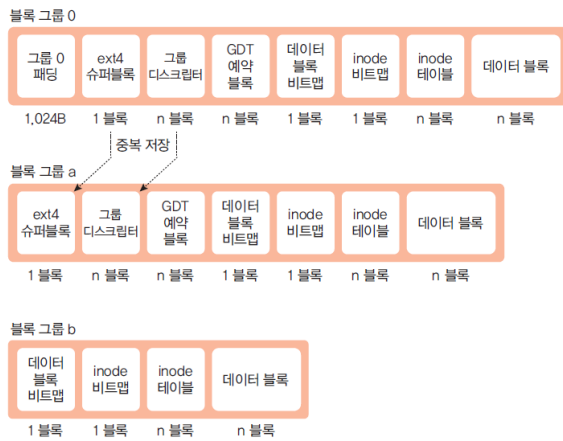 블록 그룹 0
그룹 0
패딩
ext4
슈퍼블록
그룹
디스크립터
GDT
예약
블록
데이터
블록
비트맵
inode
비트맵
inode
테이블
데이터 블록
1,024B
1 블록
n 블록
n 블록
1 블록
1 블록
n 블록
n 블록
중복 저장
블록 그룹 a
ext4
슈퍼블록
그룹
디스크립터
GDT
예약
블록
데이터
블록
비트맵
inode
비트맵
inode
테이블
데이터 블록
1 블록
n 블록
n 블록
1 블록
1 블록
n 블록
n 블록
블록 그룹 b
데이터
블록
비트맵
inode
비트맵
inode
테이블
데이터 블록
1 블록
1 블록
n 블록
n 블록